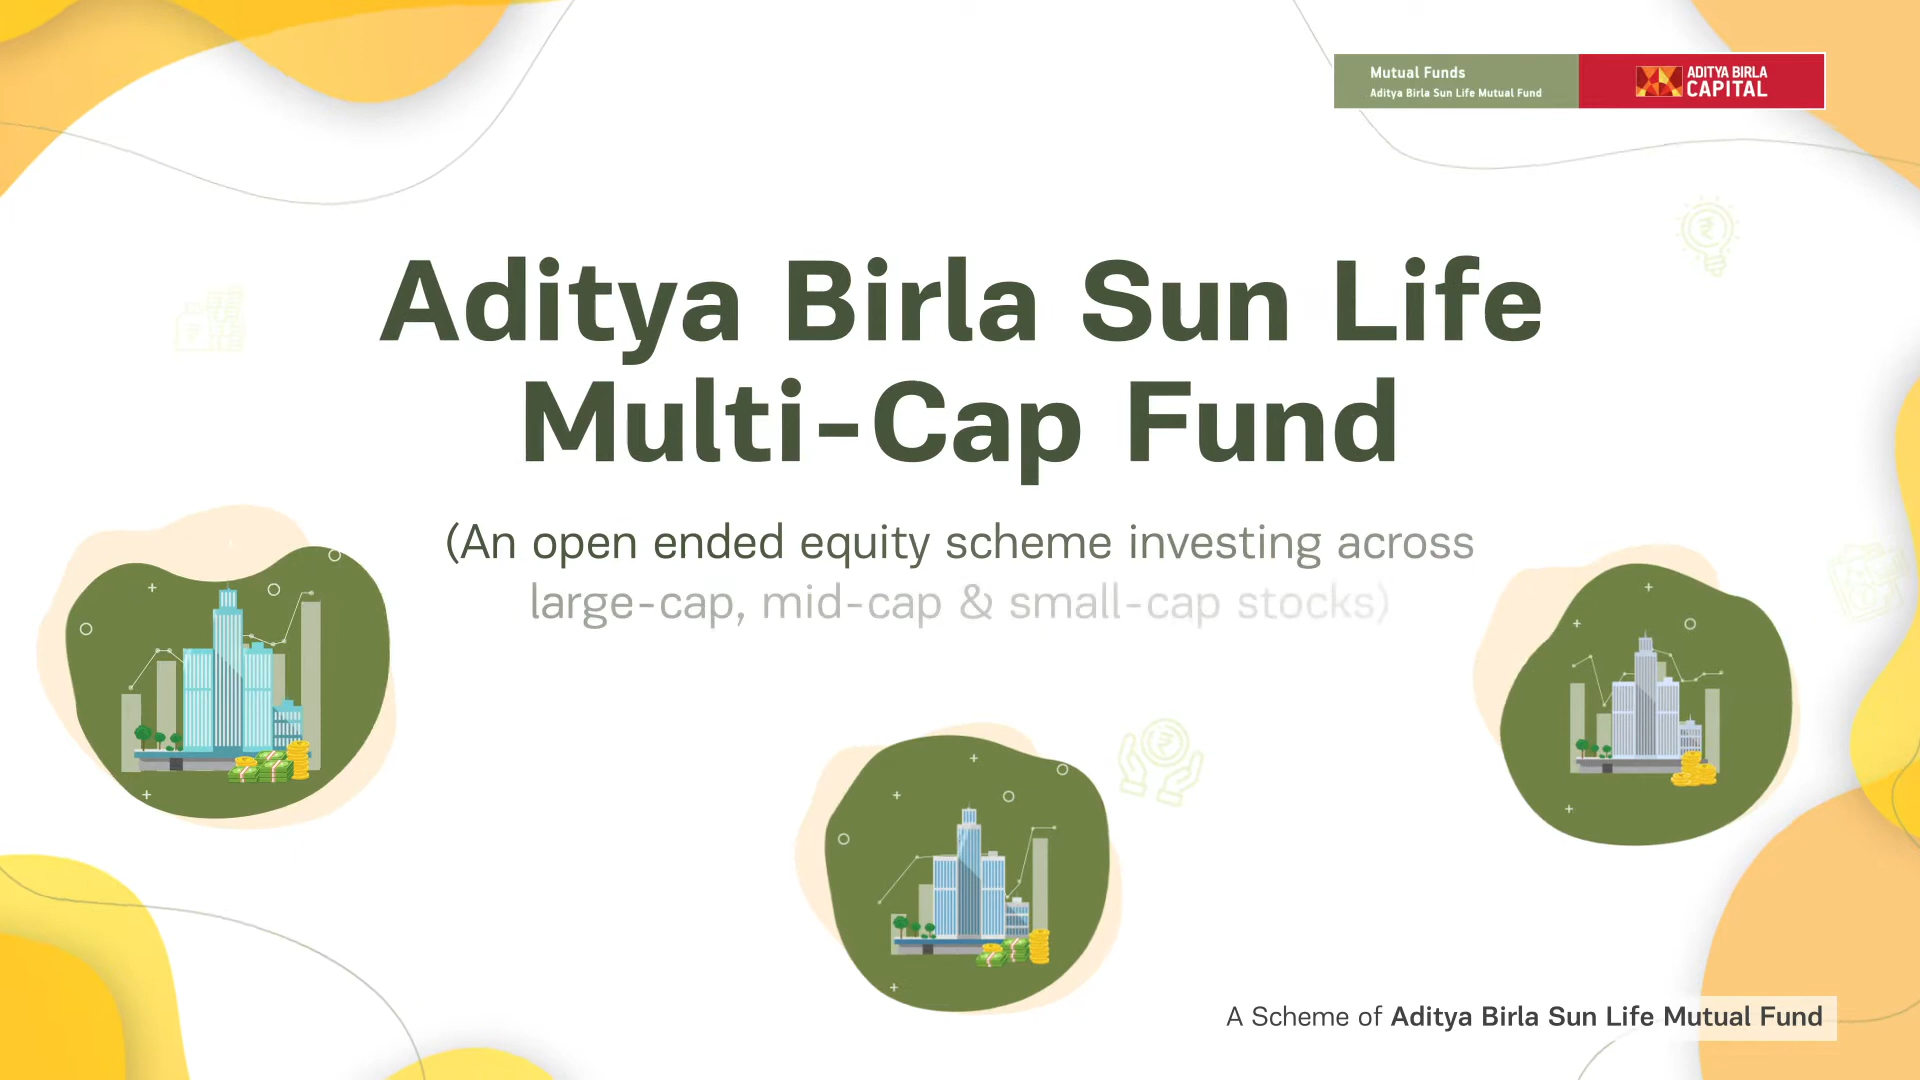 Mutual Funds
Aditya Birla Sun Life Mutual Fund
ADITYA BIRLA
CAPITAL
Aditya Birla Sun Life
Multi-Cap Fund
(An open ended equity scheme investing across
large-cap, mid-cap & small-cap stocks)
A Scheme of Aditya Birla Sun Life Mutual Fund